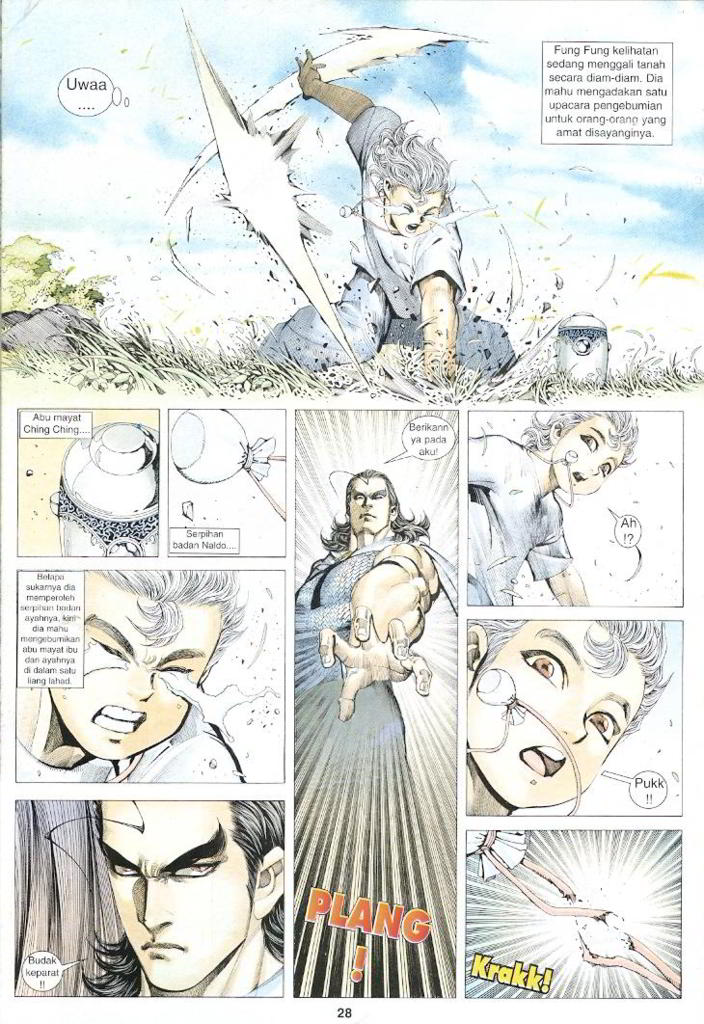 Uwaa
....
Fung Fung kelihatan
sedang menggali tanah
secara diam-diam. Dia
mahu mengadakan satu
upacara pengebumian
untuk orang-orang yang
amat disayanginya.
Abu mayat
Ching Ching....
Serpihan
badan Naldo....
Berikann
ya pada
aku!
Ah
!?
Betapa
sukarnya dia
memperoleh
serpihan badan
ayahnya, kini
dia mahu
mengebumikan
abu mayat ibu
dan ayahnya
di dalam satu
liang lahad.
Pukk
!!
Budak
keparat
!!
PLANG
!
Krakk!
28